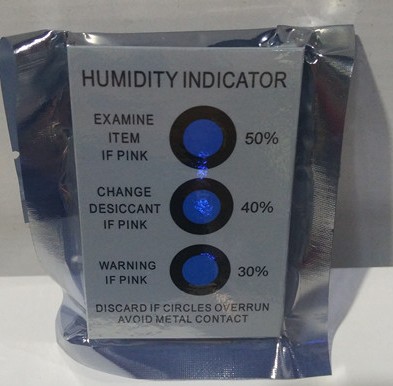 HUMIDITY INDICATOR
EXAMINE
ITEM
IF PINK
50%
CHANGE
DESICCANT
IF PINK
40%
WARNING
IF PINK
30%
DISCARD IF CIRCLES OVERRUN
AVOID METAL CONTACT